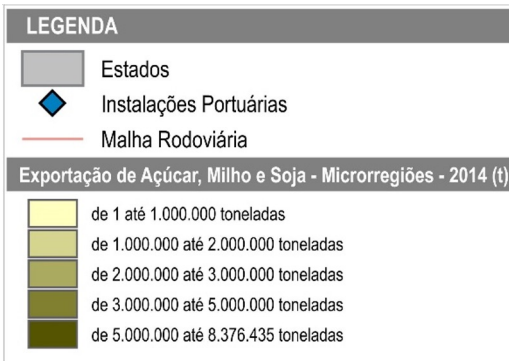 LEGENDA
Estados
Instalações Portuárias
Malha Rodoviária
Exportação de Açúcar, Milho e Soja - Microrregiões - 2014 (t)
de 1 até 1.000.000 toneladas
de 1.000.000 até 2.000.000 toneladas
de 2.000.000 até 3.000.000 toneladas
de 3.000.000 até 5.000.000 toneladas
de 5.000.000 até 8.376.435 toneladas